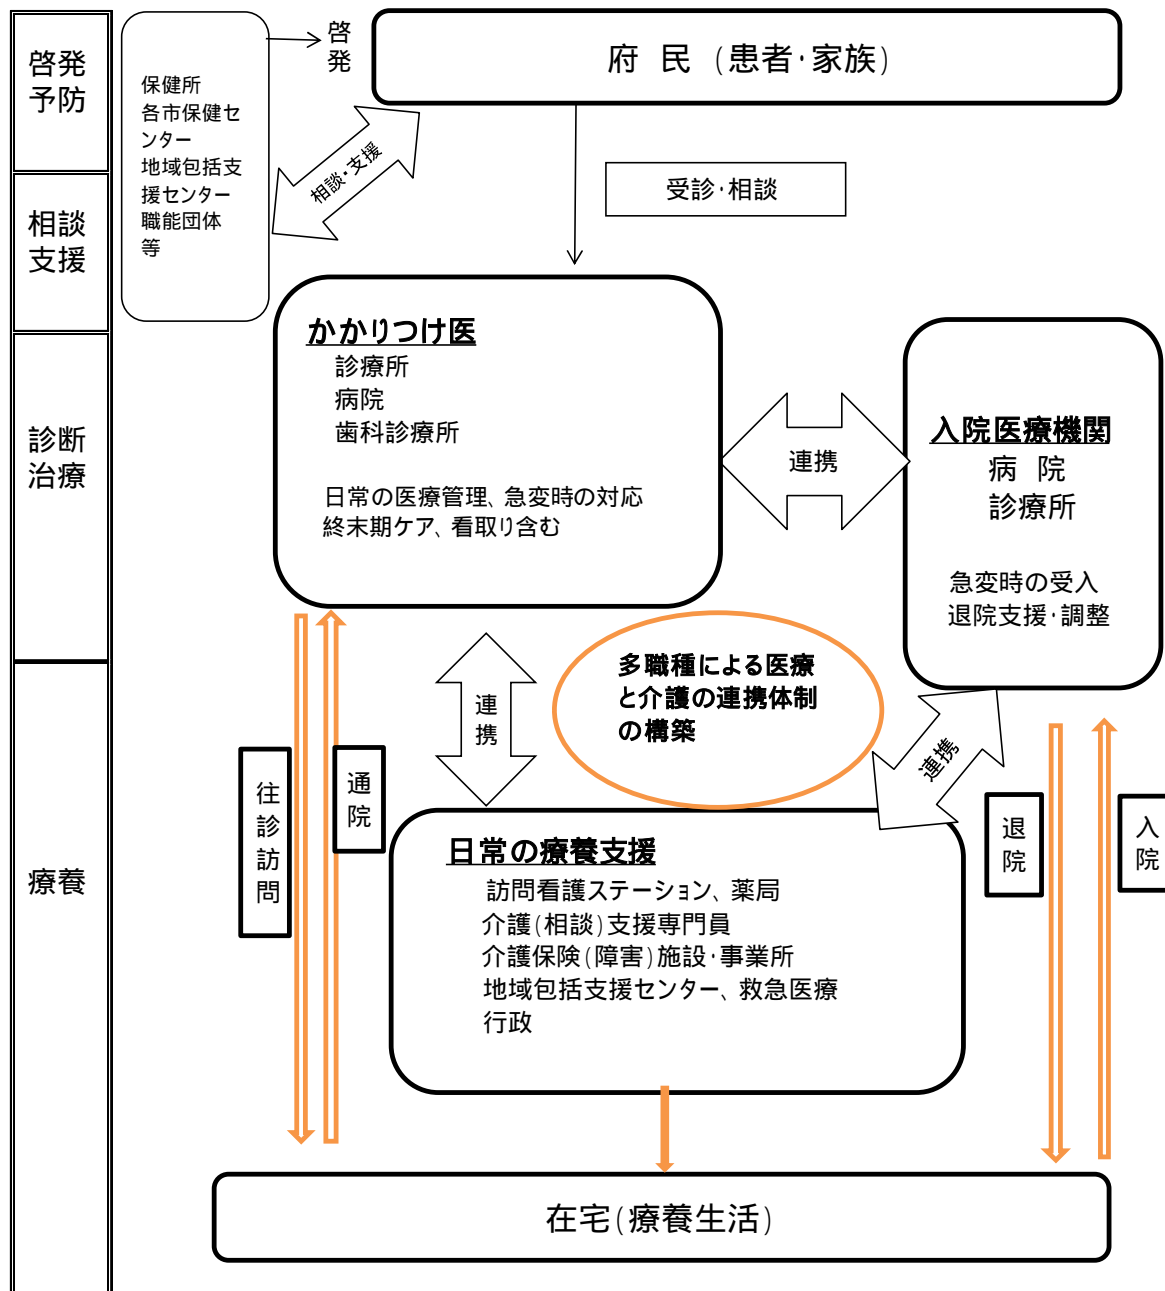 啓発
予防
相談
支援
診断
治療
療養
保健所
各市保健セ
ンター
地域包括支
援センター
職能団体
等
啓発
府 民 (患者・家族)
相談・支援
受診・相談
かかりつけ医
診療所
病院
歯科診療所
日常の医療管理、急変時の対応
終末期ケア、看取り含む
連携
入院医療機関
病 院
診療所
急変時の受入
退院支援・調整
多職種による医療
と介護の連携体制
の構築
連携
連携
往診訪問
通院
退院
入院
日常の療養支援
訪問看護ステーション、薬局
介護(相談)支援専門員
介護保険(障害)施設・事業所
地域包括支援センター、救急医療
行政
在宅(療養生活)